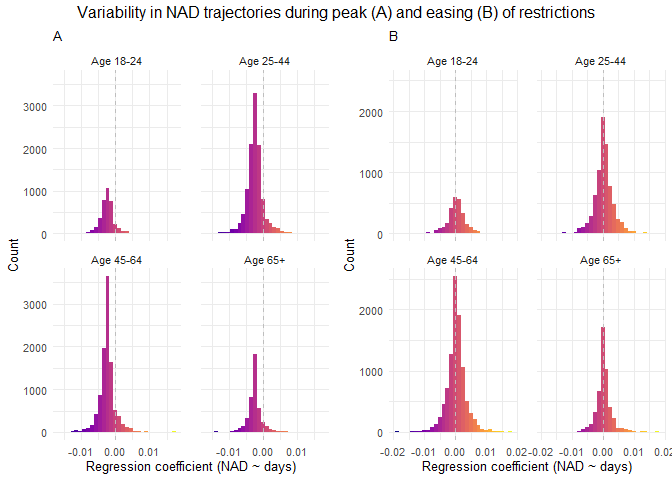 Variability in NAD trajectories during peak (A) and easing (B) of restrictions
A
Age 18-24
Age 25-44
3000
2000
1000
0
Age 45-64
Age 65+
3000
2000
1000
0
Count
-0.01 0.00 0.01
-0.01 0.00 0.01
Regression coefficient (NAD ~ days)
B
Age 18-24
Age 25-44
2000
1000
0
Age 45-64
Age 65+
2000
1000
0
Count
-0.02 -0.01 0.00 0.01 0.02
-0.02 -0.01 0.00 0.01 0.02
Regression coefficient (NAD ~ days)